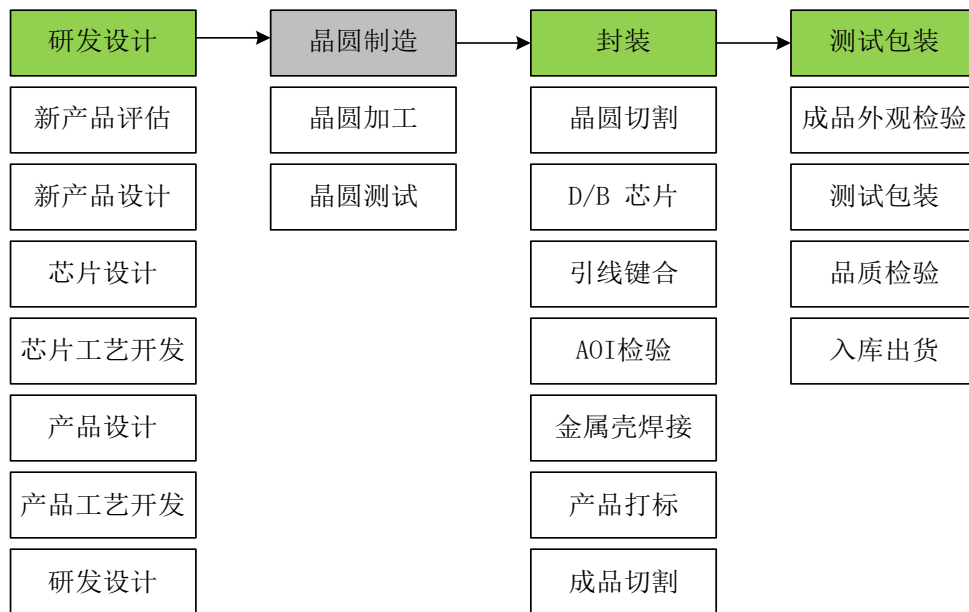 研发设计
晶圆制造
封装
测试包装
新产品评估
晶圆加工
晶圆切割
成品外观检验
新产品设计
晶圆测试
D/B 芯片
测试包装
芯片设计
引线键合
品质检验
芯片工艺开发
AOI检验
入库出货
产品设计
金属壳焊接
产品工艺开发
产品打标
研发设计
成品切割